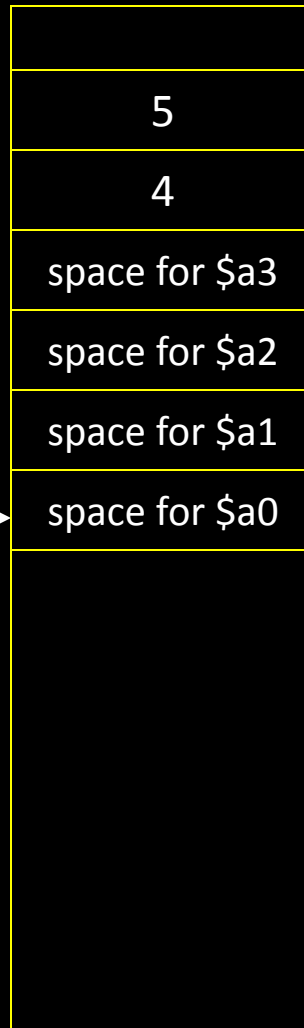 5
4
space for $a3
space for $a2
space for $a1
space for $a0